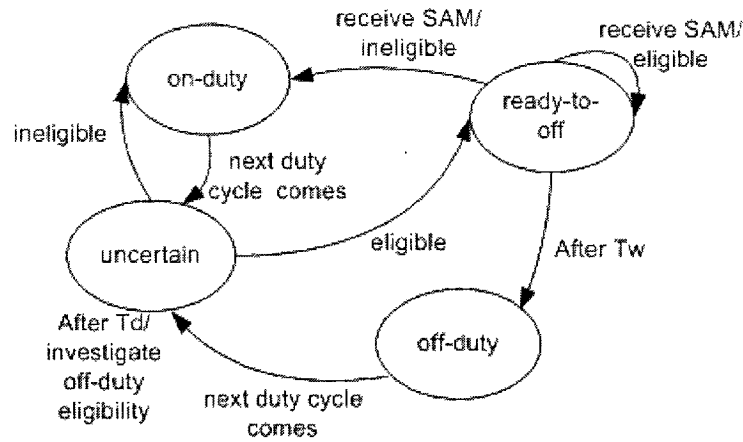 receive SAM/
ineligible
receive SAM/
eligible
on-duty
ready-to-
off
ineligible
next duty
cycle comes
uncertain
eligible
After Tw
After Td/
investigate
off-duty
eligibility
off-duty
next duty cycle
comes